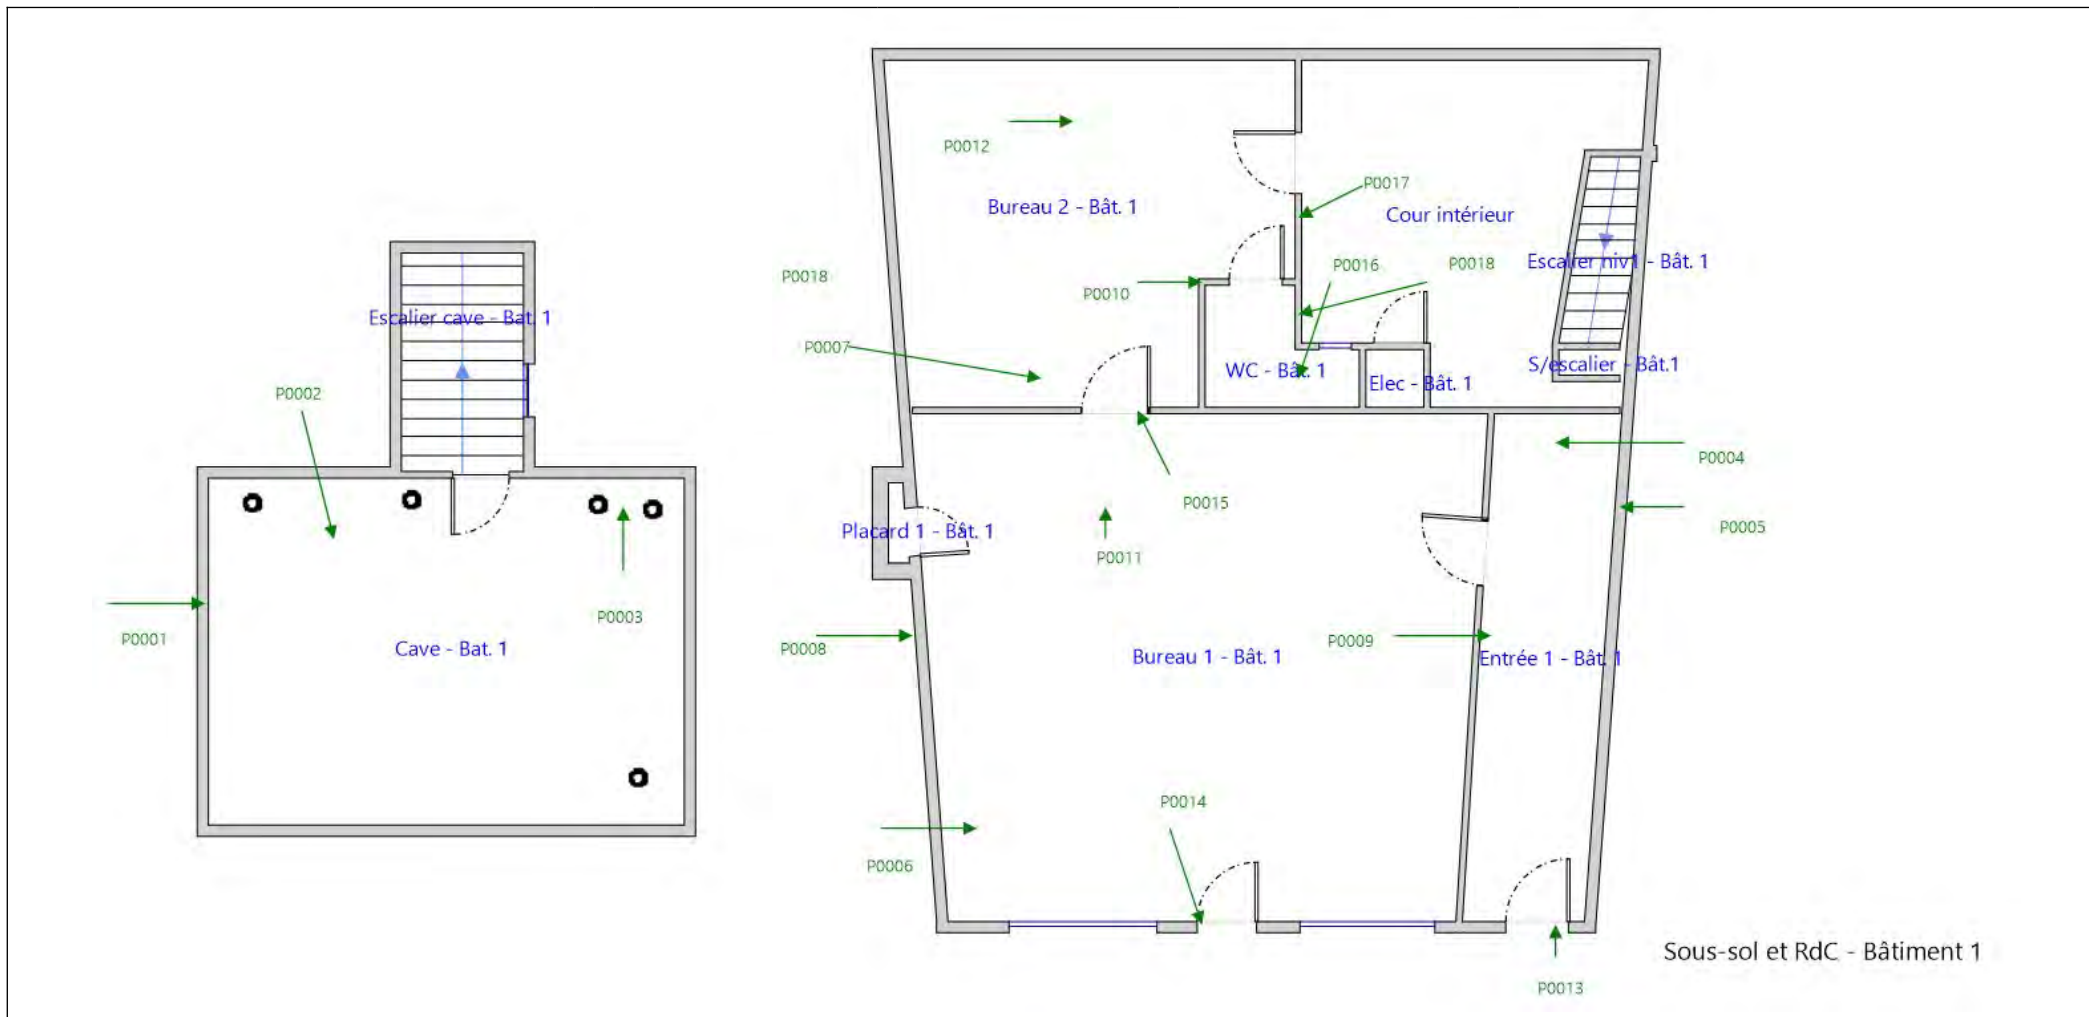 P0012
P0017
Bureau 2 - Bât. 1
Cour intérieur
Escalier niv1 - Bât. 1
P0016
P0018
P0018
P0010
Escalier cave - Bat. 1
P0007
S/escalier - Bât.1
WC - Bât. 1
Elec - Bât. 1
P0002
P0004
P0015
P0005
Placard 1 - Bât. 1
P0011
P0003
P0001
Cave - Bat. 1
P0008
Bureau 1 - Bât. 1
P0009
Entrée 1 - Bât. 1
P0014
P0006
Sous-sol et RdC - Bâtiment 1
P0013